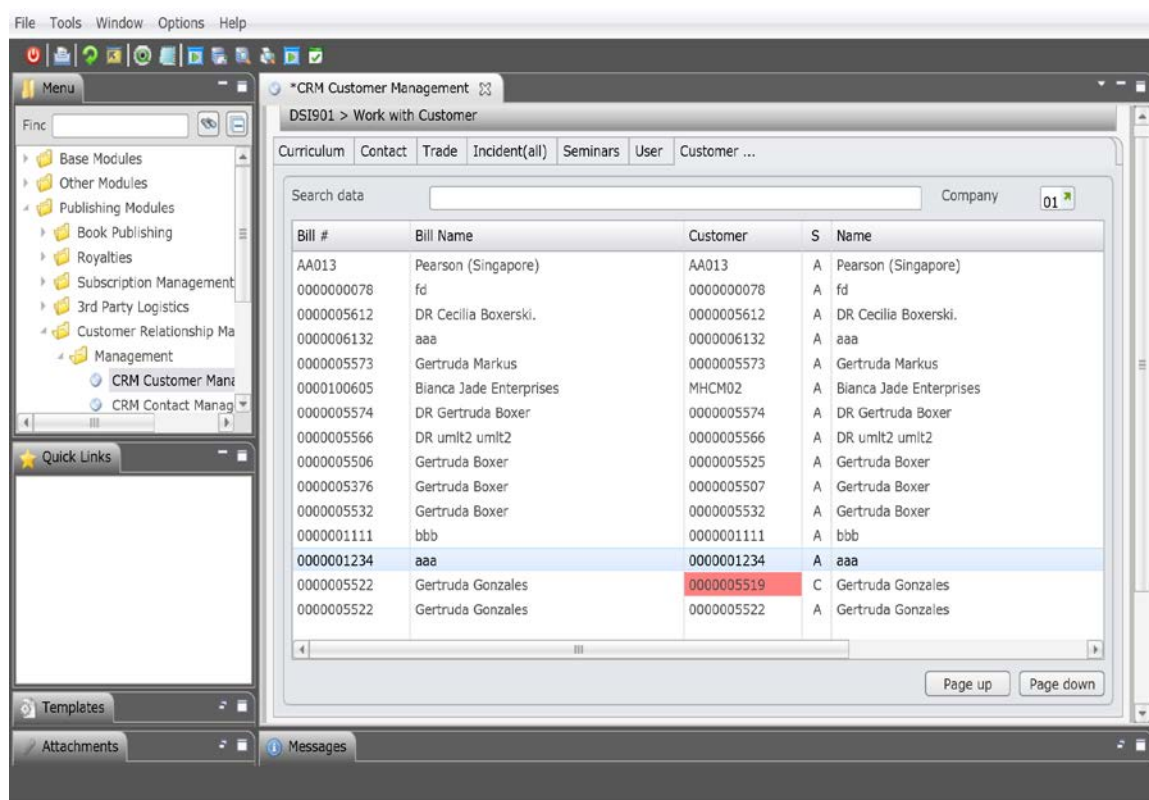 File Tools Window Options Help
Menu
*CRM Customer Management
Finc
DSI901 > Work with Customer
Base Modules
Other Modules
Publishing Modules
Book Publishing
Royalties
Subscription Management
3rd Party Logistics
Customer Relationship Ma
Management
CRM Customer Mana
CRM Contact Manag
Quick Links
Templates
Attachments
Curriculum Contact Trade Incident(all) Seminars User Customer ...
Search data Company 01
Bill # Bill Name Customer S Name
AA013 Pearson (Singapore) AA013 A Pearson (Singapore)
0000000078 fd 0000000078 A fd
0000005612 DR Cecilia Boxerski. 0000005612 A DR Cecilia Boxerski.
0000006132 aaa 0000006132 A aaa
0000005573 Gertruda Markus 0000005573 A Gertruda Markus
0000100605 Bianca Jade Enterprises MHCM02 A Bianca Jade Enterprises
0000005574 DR Gertruda Boxer 0000005574 A DR Gertruda Boxer
0000005566 DR umlt2 umlt2 0000005566 A DR umlt2 umlt2
0000005506 Gertruda Boxer 0000005525 A Gertruda Boxer
0000005376 Gertruda Boxer 0000005507 A Gertruda Boxer
0000005532 Gertruda Boxer 0000005532 A Gertruda Boxer
0000001111 bbb 0000001111 A bbb
0000001234 aaa 0000001234 A aaa
0000005522 Gertruda Gonzales 0000005519 C Gertruda Gonzales
0000005522 Gertruda Gonzales 0000005522 A Gertruda Gonzales
Page up Page down
Messages